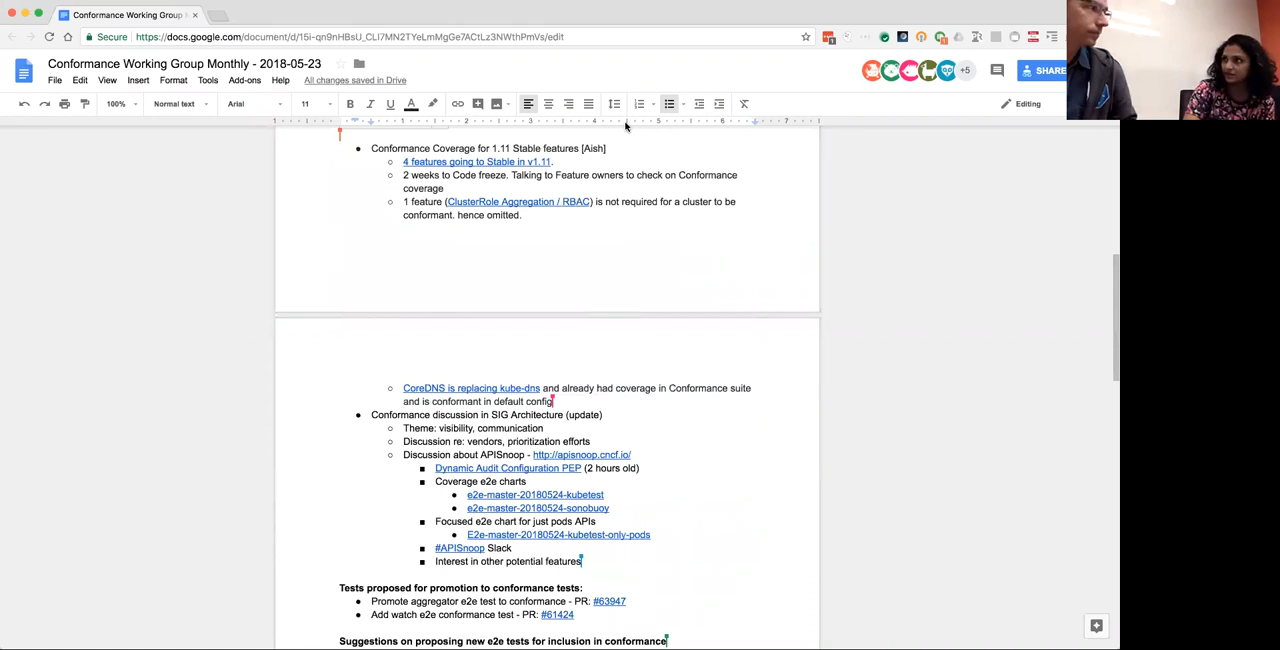 Conformance Working Group
Secure
https://docs.google.com/document/d/15i-qn9nHBsU_CLI7MN2TYeLmMgGe7ACtLz3NWthPmVs/edit
Conformance Working Group Monthly - 2018-05-23
File Edit View Insert Format Tools Add-ons Help All changes saved in Drive
+5
SHARE
100% Normal text Arial 11 B I U A Editing
1 1 2 3 4 5 6 7
● Conformance Coverage for 1.11 Stable features [Aish]
○ 4 features going to Stable in v1.11.
○ 2 weeks to Code freeze. Talking to Feature owners to check on Conformance
coverage
○ 1 feature (ClusterRole Aggregation / RBAC) is not required for a cluster to be
conformant. hence omitted.
○ CoreDNS is replacing kube-dns and already had coverage in Conformance suite
and is conformant in default config
● Conformance discussion in SIG Architecture (update)
○ Theme: visibility, communication
○ Discussion re: vendors, prioritization efforts
○ Discussion about APISnoop - http://apisnoop.cncf.io/
■ Dynamic Audit Configuration PEP (2 hours old)
■ Coverage e2e charts
● e2e-master-20180524-kubetest
● e2e-master-20180524-sonobuoy
■ Focused e2e chart for just pods APIs
● E2e-master-20180524-kubetest-only-pods
■ #APISnoop Slack
■ Interest in other potential features
Tests proposed for promotion to conformance tests:
● Promote aggregator e2e test to conformance - PR: #63947
● Add watch e2e conformance test - PR: #61424
Suggestions on proposing new e2e tests for inclusion in conformance